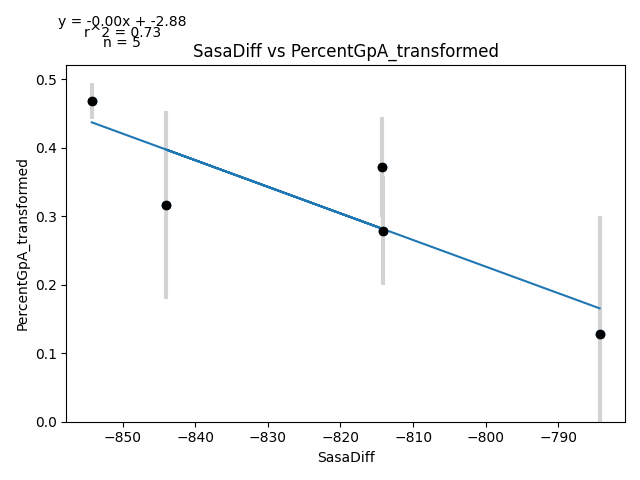 y = -0.00x + -2.88
r^2 = 0.73
n = 5
SasaDiff vs PercentGpA_transformed
0.5
0.4
0.3
0.2
0.1
0.0
PercentGpA_transformed
−850 −840 −830 −820 −810 −800 −790
SasaDiff